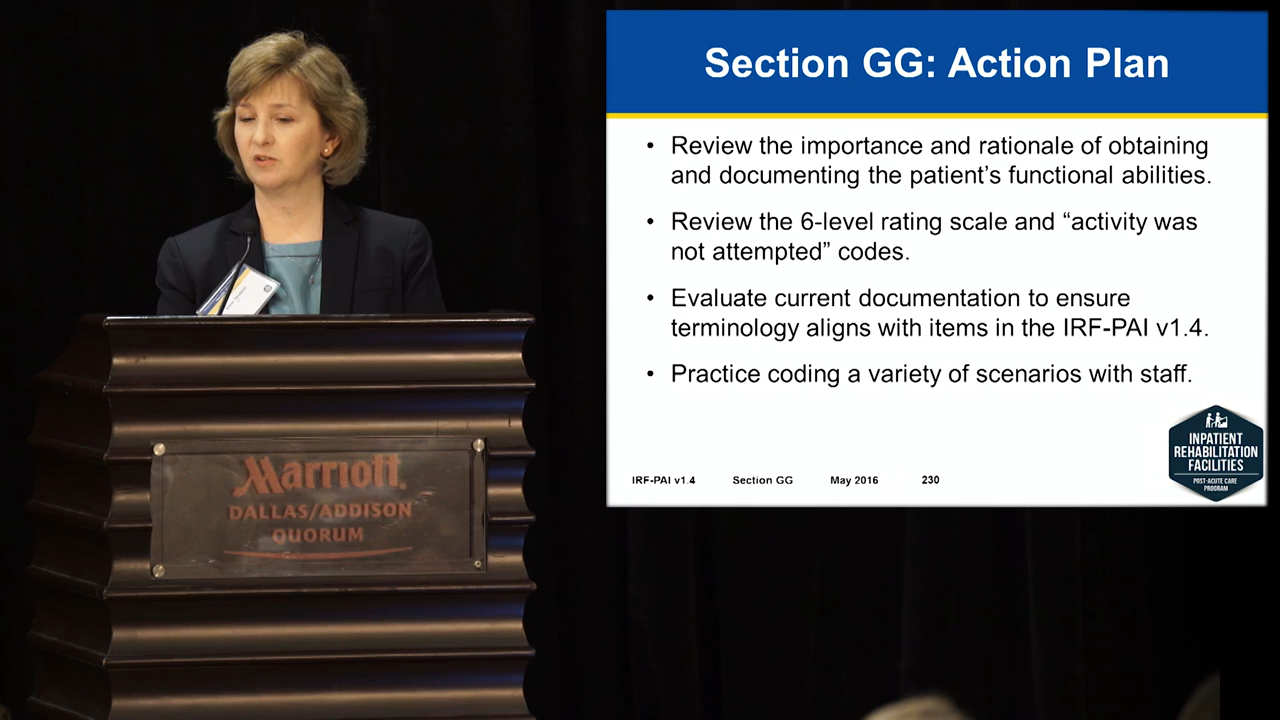 Section GG: Action Plan
• Review the importance and rationale of obtaining
and documenting the patient’s functional abilities.
• Review the 6-level rating scale and “activity was
not attempted” codes.
• Evaluate current documentation to ensure
terminology aligns with items in the IRF-PAI v1.4.
• Practice coding a variety of scenarios with staff.
INPATIENT
REHABILITATION
FACILITIES
POST-ACUTE CARE
PROGRAM
IRF-PAI v1.4 Section GG May 2016 230
Marriott.
DALLAS/ADDISON
QUORUM